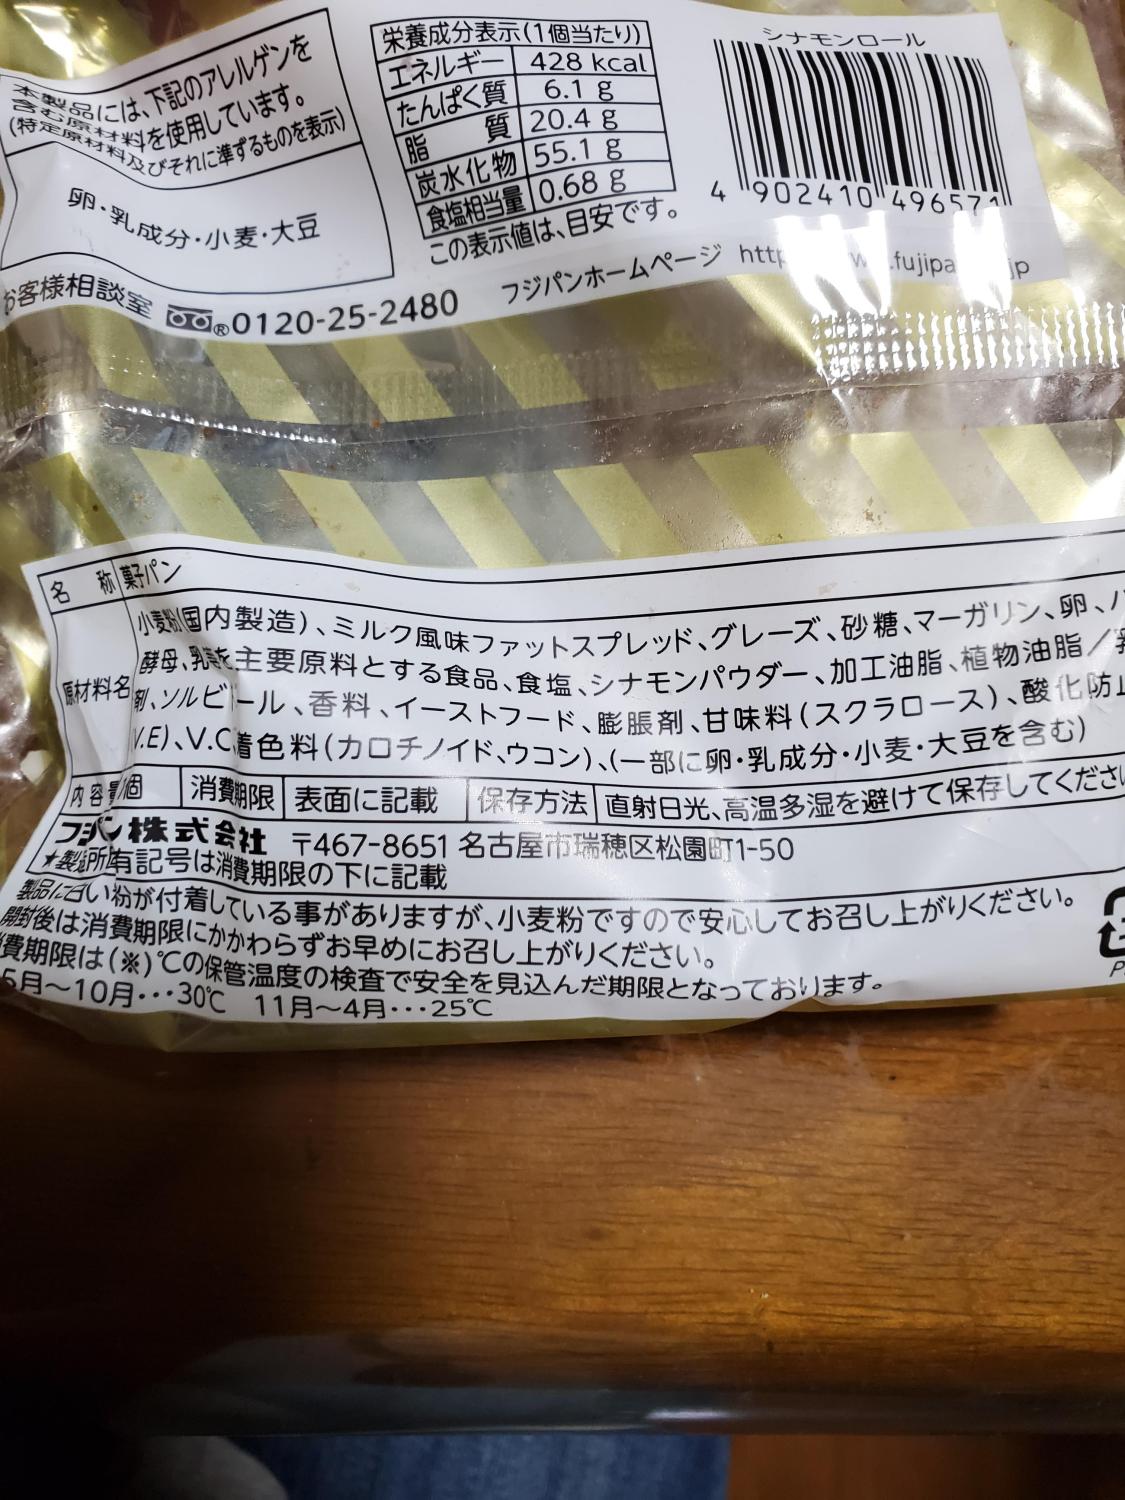 本製品には、下記のアレルゲンを
含む原材料を使用しています。
(特定原材料及びそれに準ずるものを表示)
卵・乳成分・小麦・大豆
栄養成分表示(1個当たり)
エネルギー 428 kcal
たんぱく質 6.1 g
脂質 20.4 g
炭水化物 55.1 g
食塩相当量 0.68 g
この表示値は、目安です。
シナモンロール
4 902410 496571
お客様相談室 ®0120-25-2480
フジパンホームページ
名称 菓子パン
原材料名 小麦粉(国内製造)、ミルク風味ファットスプレッド、グレーズ、砂糖、マーガリン、卵、
酵母、乳等を主要原料とする食品、食塩、シナモンパウダー、加工油脂、植物油脂/
剤、ソルビトール、香料、イーストフード、膨脹剤、甘味料(スクラロース)、酸化防止
V.E)、V.C、着色料(カロチノイド、ウコン)、(一部に卵・乳成分・小麦・大豆を含む)
内容量 1個 消費期限 表面に記載 保存方法 直射日光、高温多湿を避けて保存してください
フジパン株式会社 〒467-8651 名古屋市瑞穂区松園町1-50
★製造所固有記号は消費期限の下に記載
製品に白い粉が付着している事がありますが、小麦粉ですので安心してお召し上がりください。
開封後は消費期限にかかわらずお早めにお召し上がりください。
消費期限は(※)℃の保管温度の検査で安全を見込んだ期限となっております。
5月〜10月・・・30℃ 11月〜4月・・・25℃